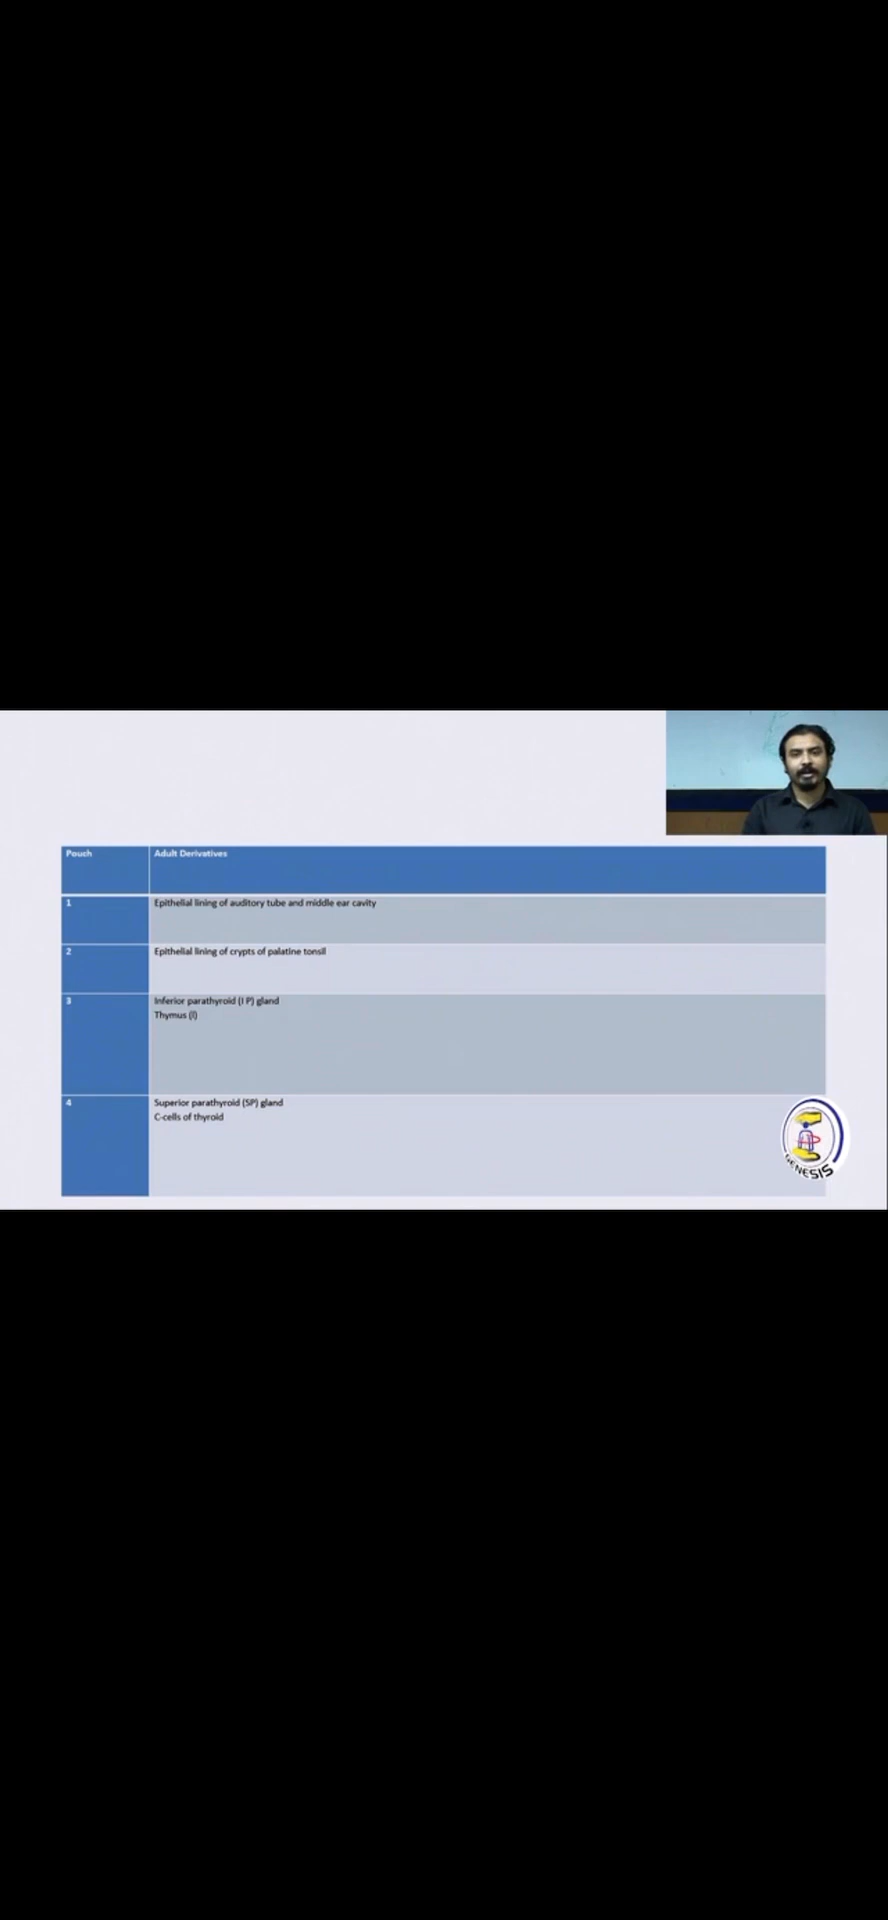 Pouch
Adult Derivatives
1
Epithelial lining of auditory tube and middle ear cavity
2
Epithelial lining of crypts of palatine tonsil
3
Inferior parathyroid (I P) gland
Thymus (I)
4
Superior parathyroid (SP) gland
C-cells of thyroid
GENESIS